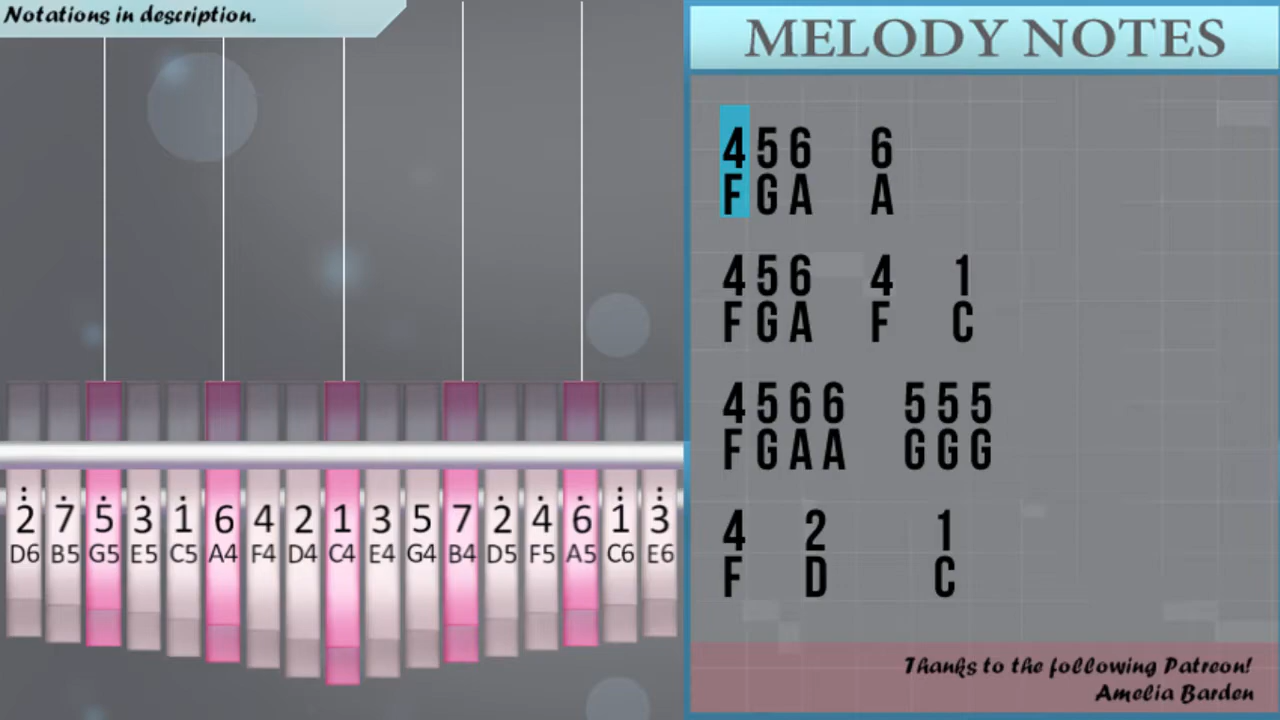 Notations in description.
2̈ 7̇ 5̇ 3̇ 1̇ 6 4 2 1 3 5 7 2̇ 4̇ 6̇ 1̈ 3̈
D6 B5 G5 E5 C5 A4 F4 D4 C4 E4 G4 B4 D5 F5 A5 C6 E6
MELODY NOTES
4 5 6 6
F G A A
4 5 6 4 1
F G A F C
4 5 6 6 5 5 5
F G A A G G G
4 2 1
F D C
Thanks to the following Patreon!
Amelia Barden